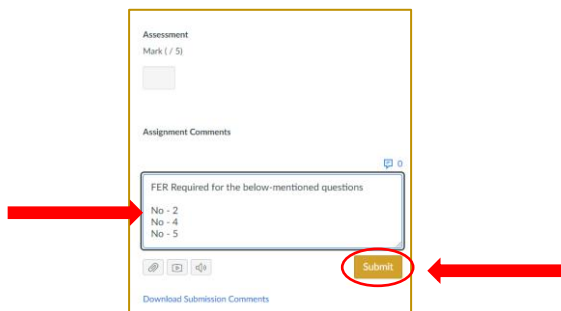 Assessment
Mark ( / 5)
Assignment Comments
0
FER Required for the below-mentioned questions
No - 2
No - 4
No - 5
Submit
Download Submission Comments